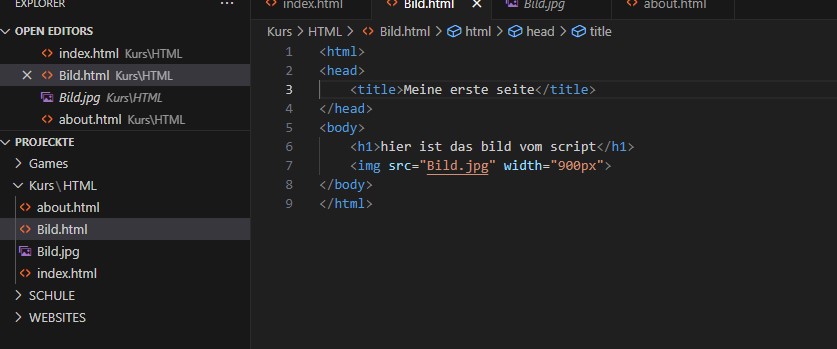 EXPLORER ...
index.html Bild.html Bild.jpg about.html
OPEN EDITORS
index.html Kurs\HTML
Bild.html Kurs\HTML
Bild.jpg Kurs\HTML
about.html Kurs\HTML
PROJECKTE
Games
Kurs\HTML
about.html
Bild.html
Bild.jpg
index.html
SCHULE
WEBSITES
Kurs > HTML > Bild.html > html > head > title
1 <html>
2 <head>
3 <title>Meine erste seite</title>
4 </head>
5 <body>
6 <h1>hier ist das bild vom script</h1>
7 <img src="Bild.jpg" width="900px">
8 </body>
9 </html>